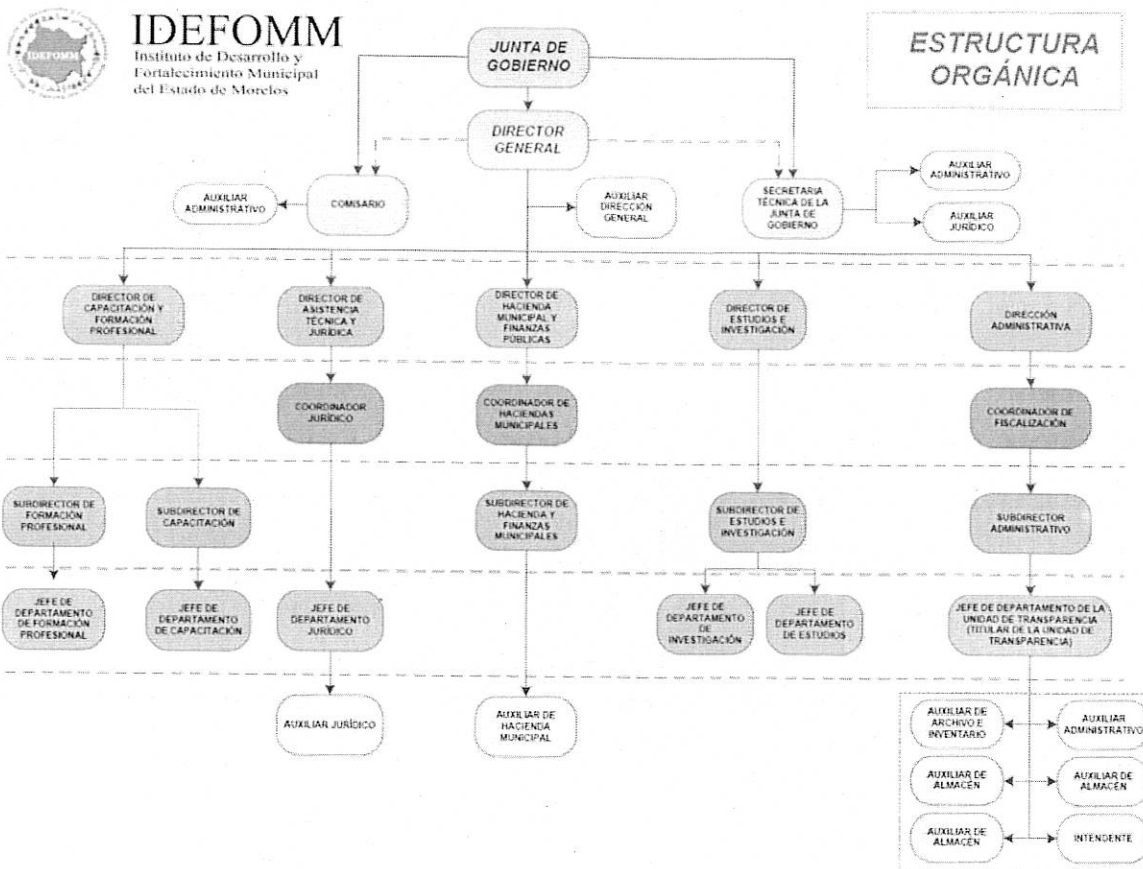 IDEFOMM
IDEFOMM
Instituto de Desarrollo y
Fortalecimiento Municipal
del Estado de Morelos
JUNTA DE
GOBIERNO
ESTRUCTURA
ORGÁNICA
DIRECTOR
GENERAL
AUXILIAR
ADMINISTRATIVO
COMISARIO
AUXILIAR
DIRECCIÓN
GENERAL
SECRETARIA
TÉCNICA DE LA
JUNTA DE
GOBIERNO
AUXILIAR
ADMINISTRATIVO
AUXILIAR
JURÍDICO
DIRECTOR DE
CAPACITACIÓN Y
FORMACIÓN
PROFESIONAL
DIRECTOR DE
ASISTENCIA
TÉCNICA Y
JURÍDICA
DIRECTOR DE
HACIENDA
MUNICIPAL Y
FINANZAS
PÚBLICAS
DIRECTOR DE
ESTUDIOS E
INVESTIGACIÓN
DIRECCIÓN
ADMINISTRATIVA
COORDINADOR
JURÍDICO
COORDINADOR DE
HACIENDAS
MUNICIPALES
COORDINADOR DE
FISCALIZACIÓN
SUBDIRECTOR DE
FORMACIÓN
PROFESIONAL
SUBDIRECTOR DE
CAPACITACIÓN
SUBDIRECTOR DE
HACIENDA Y
FINANZAS
MUNICIPALES
SUBDIRECTOR DE
ESTUDIOS E
INVESTIGACIÓN
SUBDIRECTOR
ADMINISTRATIVO
JEFE DE
DEPARTAMENTO
DE FORMACIÓN
PROFESIONAL
JEFE DE
DEPARTAMENTO
DE CAPACITACIÓN
JEFE DE
DEPARTAMENTO
JURÍDICO
JEFE DE
DEPARTAMENTO
DE
INVESTIGACIÓN
JEFE DE
DEPARTAMENTO
DE ESTUDIOS
JEFE DE DEPARTAMENTO DE LA
UNIDAD DE TRANSPARENCIA
(TITULAR DE LA UNIDAD DE
TRANSPARENCIA)
AUXILIAR JURÍDICO
AUXILIAR DE
HACIENDA
MUNICIPAL
AUXILIAR DE
ARCHIVO E
INVENTARIO
AUXILIAR
ADMINISTRATIVO
AUXILIAR DE
ALMACÉN
AUXILIAR DE
ALMACÉN
AUXILIAR DE
ALMACÉN
INTENDENTE